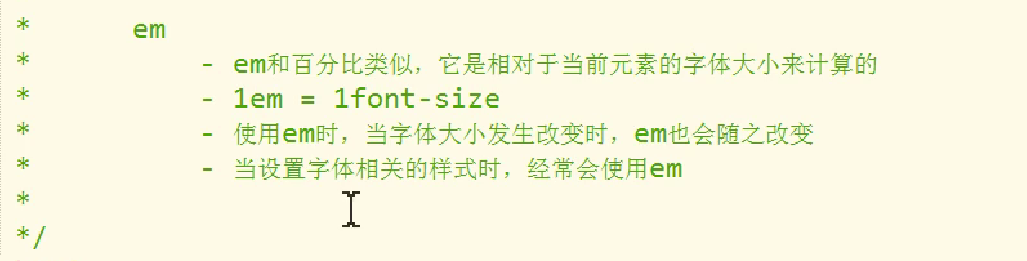 * em
* - em和百分比类似，它是相对于当前元素的字体大小来计算的
* - 1em = 1font-size
* - 使用em时，当字体大小发生改变时，em也会随之改变
* - 当设置字体相关的样式时，经常会使用em
*
*/